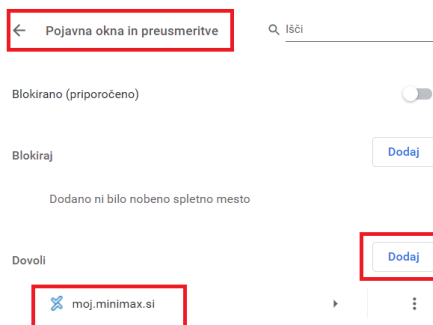 Pojavna okna in preusmeritve
Išči
Blokirano (priporočeno)
Blokiraj
Dodaj
Dodano ni bilo nobeno spletno mesto
Dovoli
Dodaj
moj.minimax.si